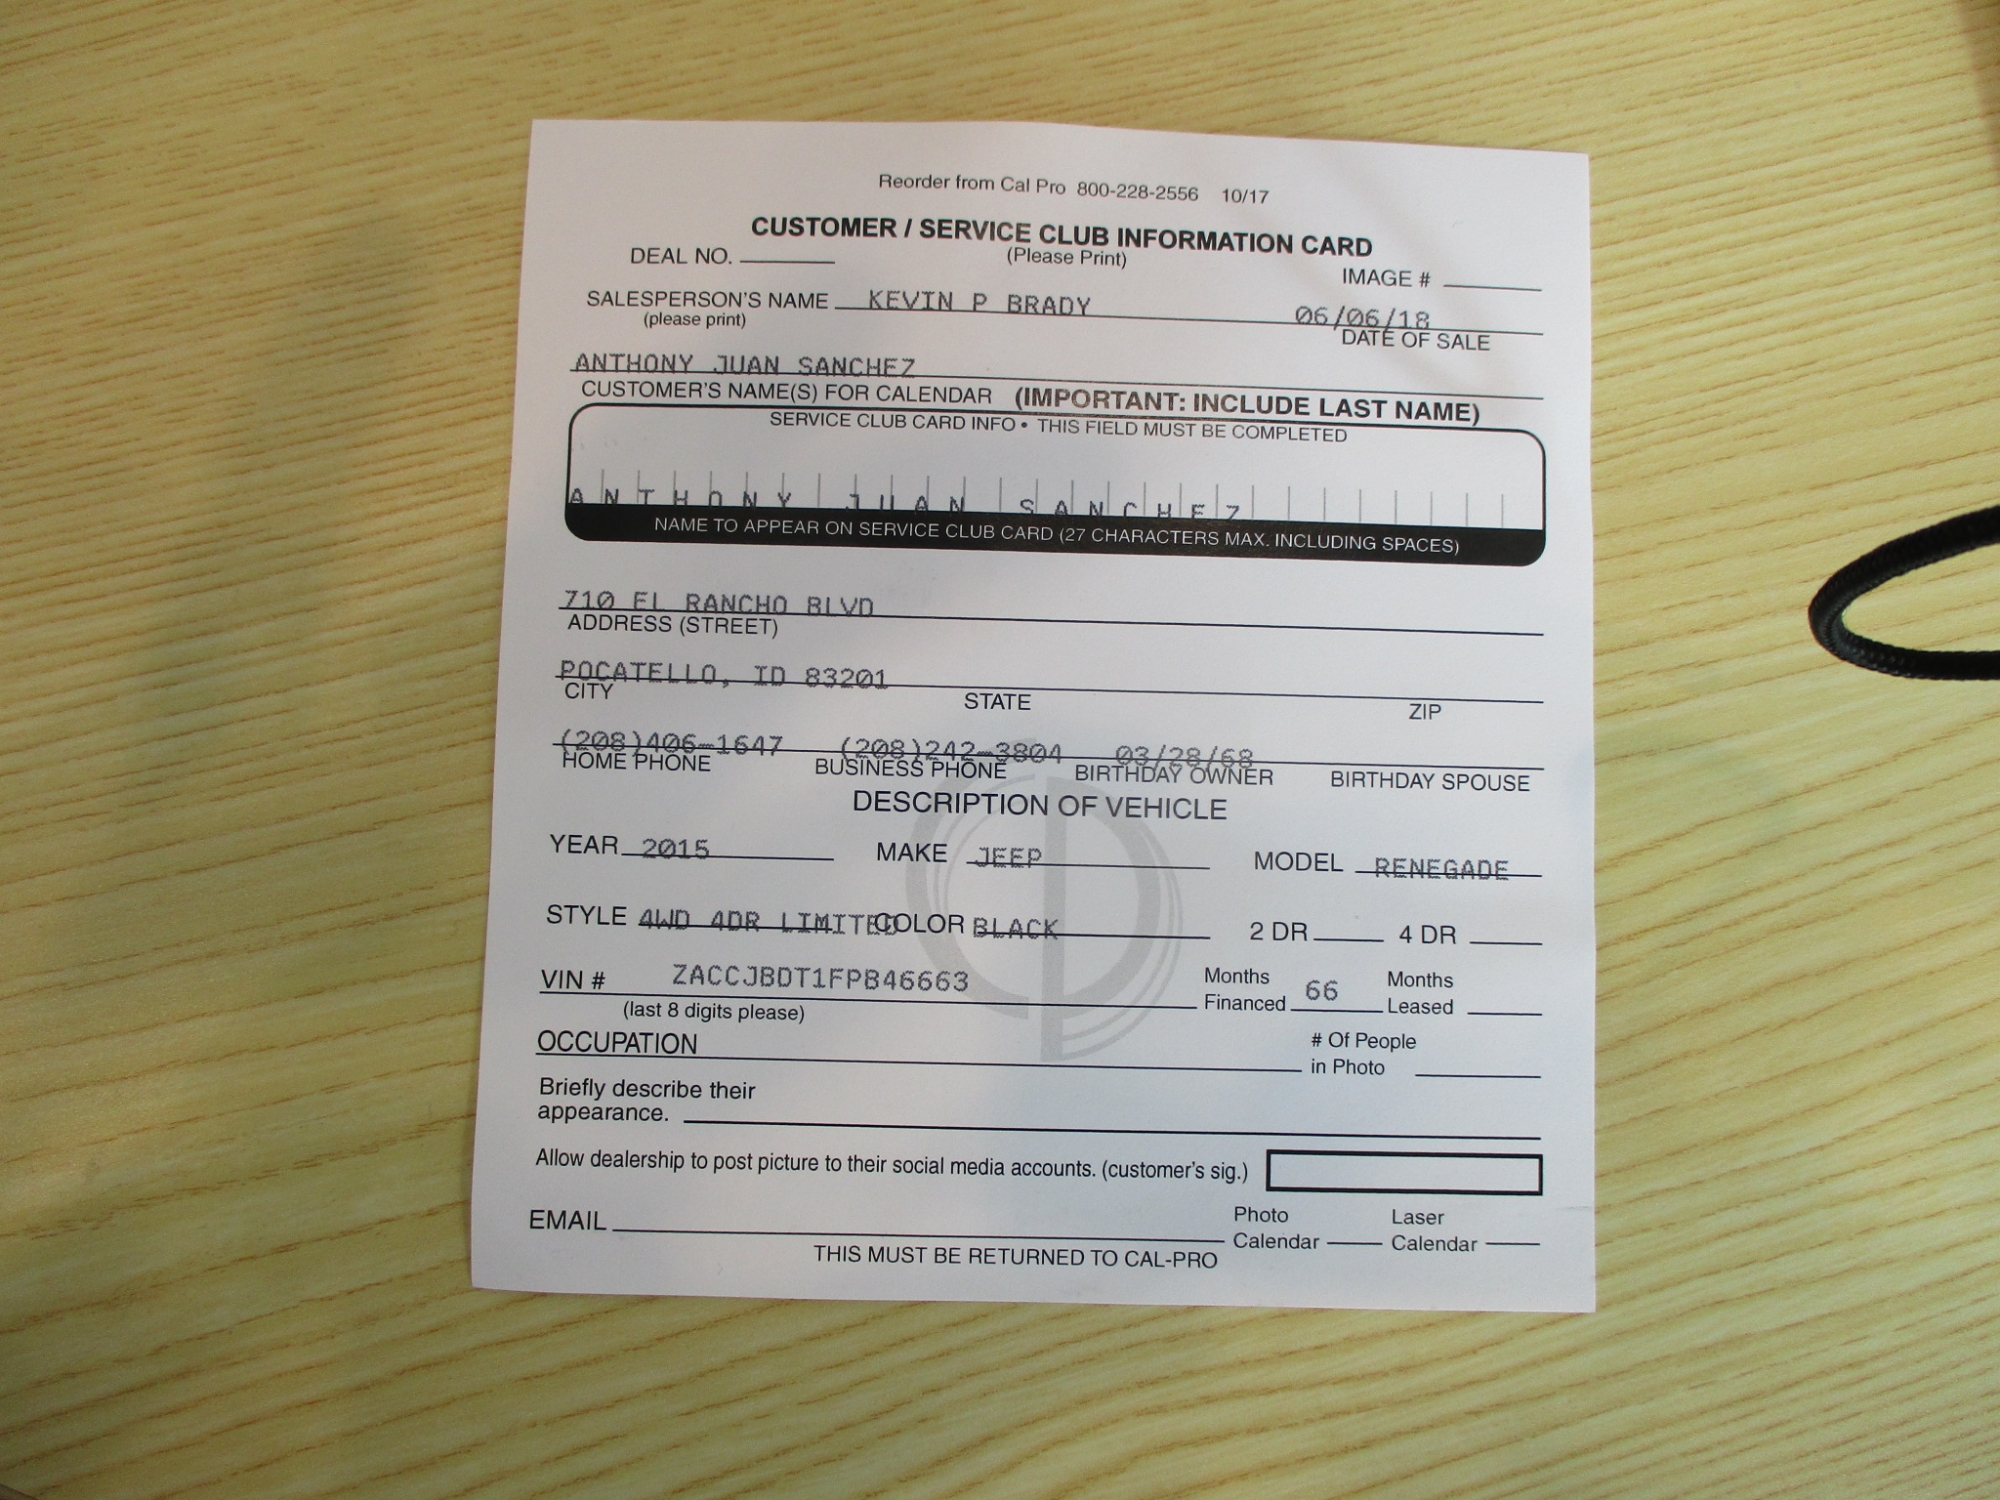 Reorder from Cal Pro 800-228-2556 10/17
CUSTOMER / SERVICE CLUB INFORMATION CARD
DEAL NO. (Please Print) IMAGE #
SALESPERSON'S NAME KEVIN P BRADY 06/06/18
(please print) DATE OF SALE
ANTHONY JUAN SANCHEZ
CUSTOMER'S NAME(S) FOR CALENDAR (IMPORTANT: INCLUDE LAST NAME)
SERVICE CLUB CARD INFO • THIS FIELD MUST BE COMPLETED
A N T H O N Y J U A N S A N C H E Z
NAME TO APPEAR ON SERVICE CLUB CARD (27 CHARACTERS MAX. INCLUDING SPACES)
710 EL RANCHO BLVD
ADDRESS (STREET)
POCATELLO, ID 83201
CITY STATE ZIP
(208)406-1647 (208)242-3804 03/28/68
HOME PHONE BUSINESS PHONE BIRTHDAY OWNER BIRTHDAY SPOUSE
DESCRIPTION OF VEHICLE
YEAR 2015 MAKE JEEP MODEL RENEGADE
STYLE 4WD 4DR LIMITED COLOR BLACK 2 DR 4 DR
VIN # ZACCJBDT1FPB46663 Months Financed 66 Months Leased
(last 8 digits please)
OCCUPATION # Of People in Photo
Briefly describe their
appearance.
Allow dealership to post picture to their social media accounts. (customer's sig.)
EMAIL Photo Calendar Laser Calendar
THIS MUST BE RETURNED TO CAL-PRO